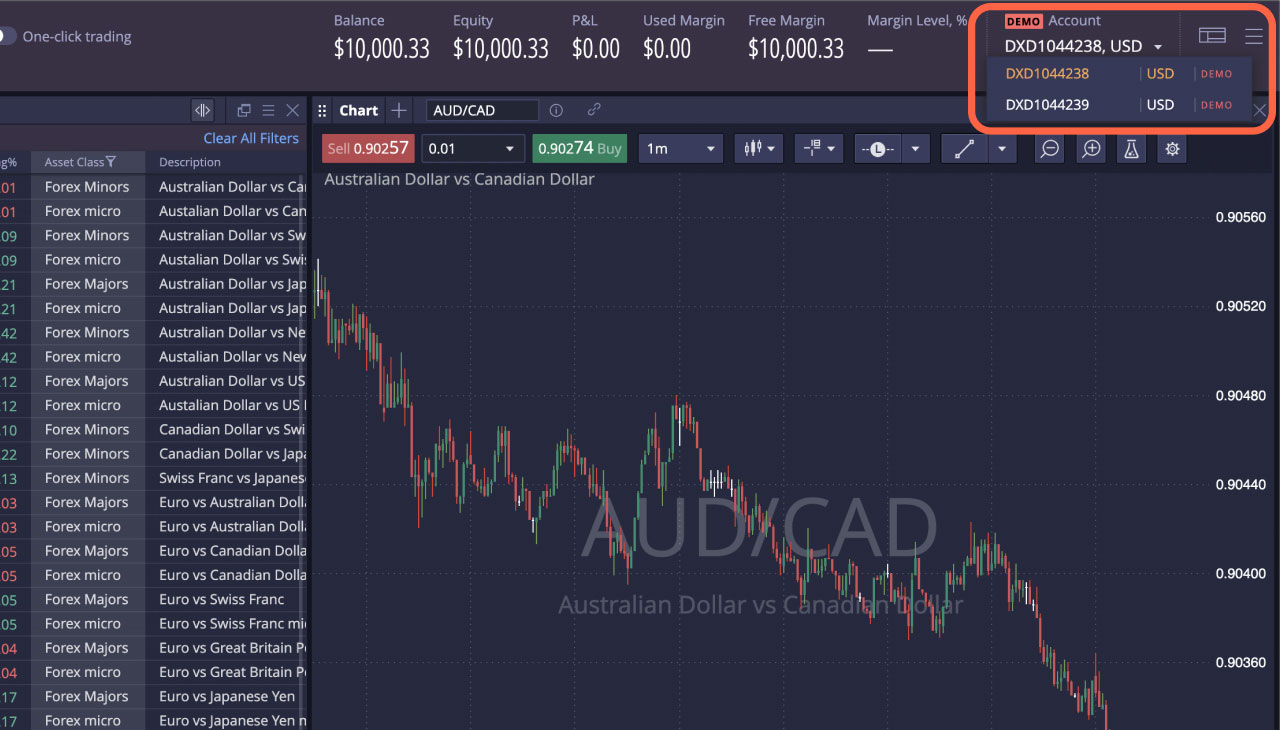 Balance Equity P&L Used Margin Free Margin Margin Level, % DEMO Account
One-click trading
$10,000.33 $10,000.33 $0.00 $0.00 $10,000.33 — DXD1044238, USD
DXD1044238 USD DEMO
DXD1044239 USD DEMO
Chart AUD/CAD
Clear All Filters
Sell 0.90257 0.01 0.90274 Buy 1m L
g% Asset Class Description
Australian Dollar vs Canadian Dollar
.01 Forex Minors Australian Dollar vs Ca
.01 Forex micro Austalian Dollar vs Can
.09 Forex Minors Australian Dollar vs Sw
.09 Forex micro Austalian Dollar vs Swi
.21 Forex Majors Australian Dollar vs Jap
.21 Forex micro Australian Dollar vs Jap
.42 Forex Minors Australian Dollar vs Ne
.42 Forex micro Austalian Dollar vs New
.12 Forex Majors Australian Dollar vs US
.12 Forex micro Austalian Dollar vs US
.10 Forex Minors Canadian Dollar vs Swi
.22 Forex Minors Canadian Dollar vs Japa
.13 Forex Minors Swiss Franc vs Japanes
.03 Forex Majors Euro vs Australian Doll
.03 Forex micro Euro vs Australian Doll
.05 Forex Majors Euro vs Canadian Dolla
.05 Forex micro Euro vs Canadian Dolla
.05 Forex Majors Euro vs Swiss Franc
.05 Forex micro Euro vs Swiss Franc mi
.04 Forex Majors Euro vs Great Britain P
.04 Forex micro Euro vs Great Britain P
.17 Forex Majors Euro vs Japanese Yen
.17 Forex micro Euro vs Japanese Yen m
0.90560
0.90520
0.90480
0.90440
0.90400
0.90360
AUD/CAD
Australian Dollar vs Canadian Dollar